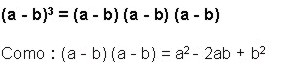 (a - b)³ = (a - b) (a - b) (a - b)
Como : (a - b) (a - b) = a² - 2ab + b²